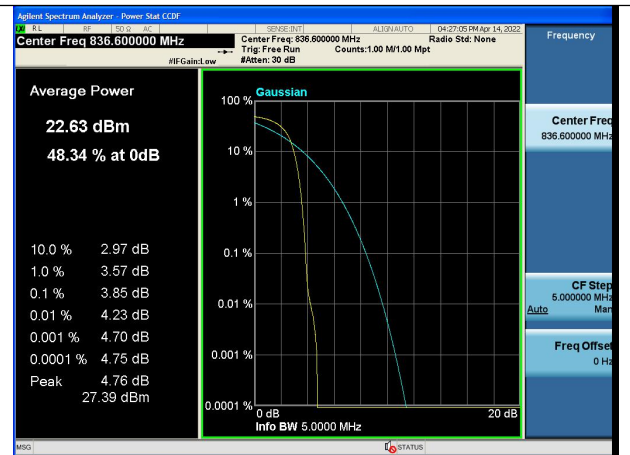 Agilent Spectrum Analyzer - Power Stat CCDF
RL RF 50 Ω AC SENSE:INT ALIGNAUTO 04:27:05 PM Apr 14, 2022
Center Freq 836.600000 MHz
Center Freq: 836.600000 MHz Radio Std: None
Trig: Free Run Counts:1.00 M/1.00 Mpt
#IFGain:Low #Atten: 30 dB
Frequency
Average Power
22.63 dBm
48.34 % at 0dB
10.0 % 2.97 dB
1.0 % 3.57 dB
0.1 % 3.85 dB
0.01 % 4.23 dB
0.001 % 4.70 dB
0.0001 % 4.75 dB
Peak 4.76 dB
27.39 dBm
Gaussian
100 %
10 %
1 %
0.1 %
0.01 %
0.001 %
0.0001 %
0 dB 20 dB
Info BW 5.0000 MHz
Center Freq
836.600000 MHz
CF Step
5.000000 MHz
Auto Man
Freq Offset
0 Hz
MSG STATUS